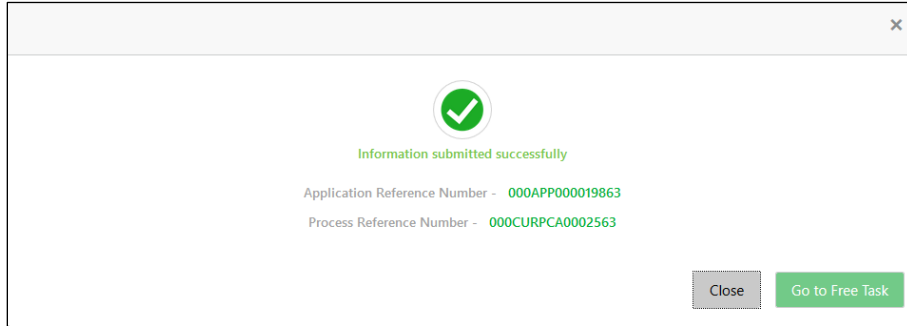 ×
Information submitted successfully
Application Reference Number - 000APP000019863
Process Reference Number - 000CURPCA0002563
Close Go to Free Task